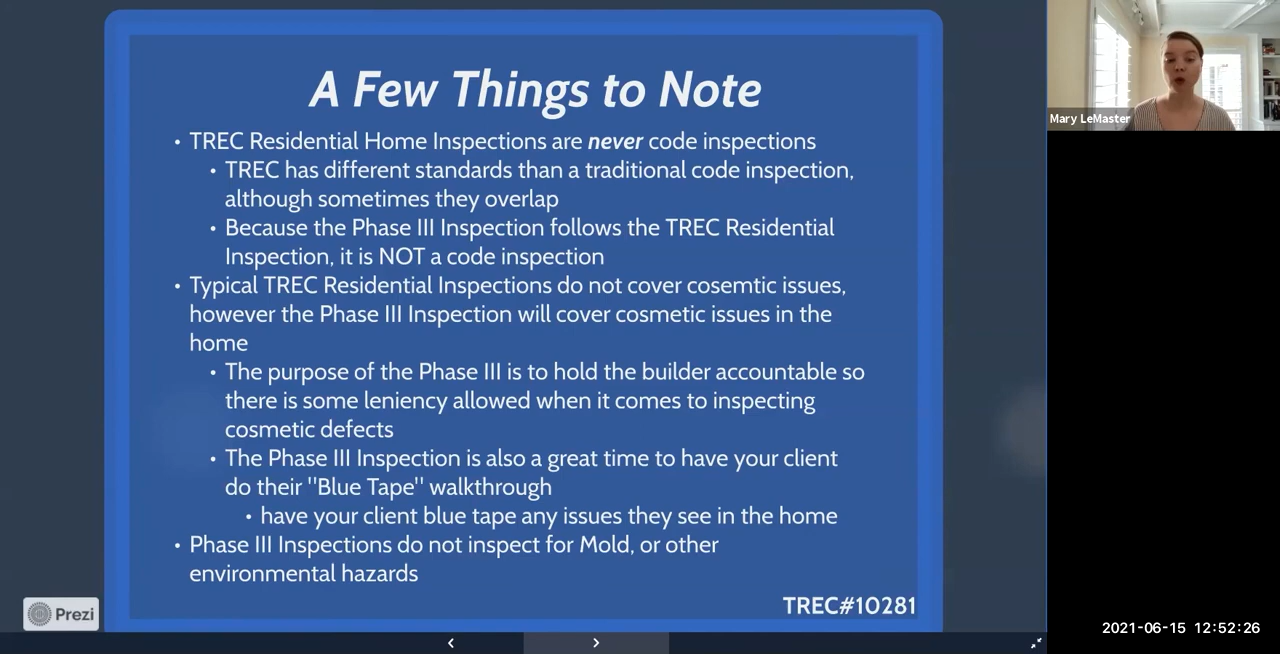 A Few Things to Note
• TREC Residential Home Inspections are never code inspections
• TREC has different standards than a traditional code inspection,
although sometimes they overlap
• Because the Phase III Inspection follows the TREC Residential
Inspection, it is NOT a code inspection
• Typical TREC Residential Inspections do not cover cosemtic issues,
however the Phase III Inspection will cover cosmetic issues in the
home
• The purpose of the Phase III is to hold the builder accountable so
there is some leniency allowed when it comes to inspecting
cosmetic defects
• The Phase III Inspection is also a great time to have your client
do their "Blue Tape" walkthrough
• have your client blue tape any issues they see in the home
• Phase III Inspections do not inspect for Mold, or other
environmental hazards
TREC#10281
Prezi
Mary LeMaster
2021-06-15 12:52:26